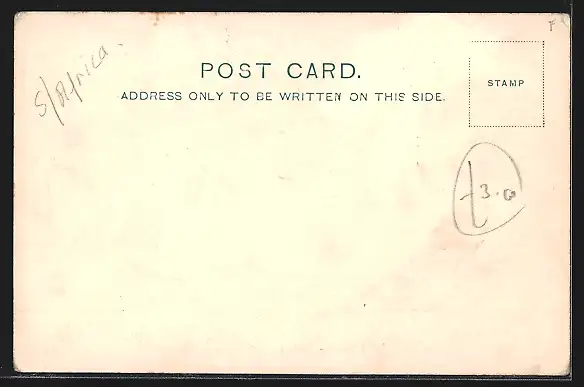 S/Africa.
F
POST CARD.
ADDRESS ONLY TO BE WRITTEN ON THIS SIDE.
STAMP
£3.0